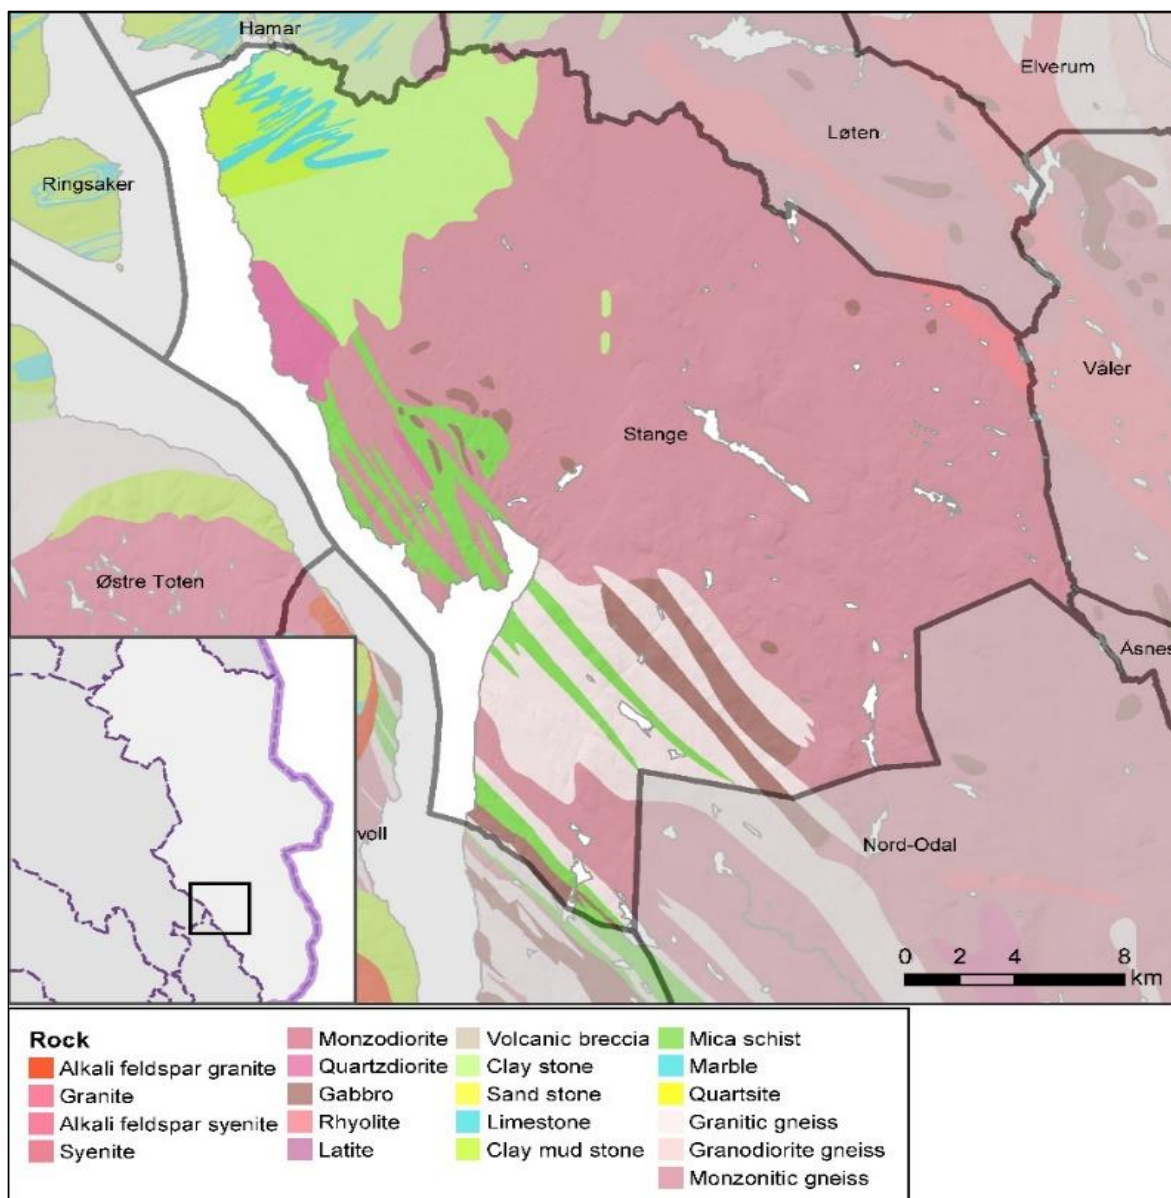 Hamar
Elverum
Løten
Ringsaker
Våler
Stange
Østre Toten
Åsnes
voll
Nord-Odal
0 2 4 8
km
Rock
Alkali feldspar granite
Granite
Alkali feldspar syenite
Syenite
Monzodiorite
Quartzdiorite
Gabbro
Rhyolite
Latite
Volcanic breccia
Clay stone
Sand stone
Limestone
Clay mud stone
Mica schist
Marble
Quartsite
Granitic gneiss
Granodiorite gneiss
Monzonitic gneiss